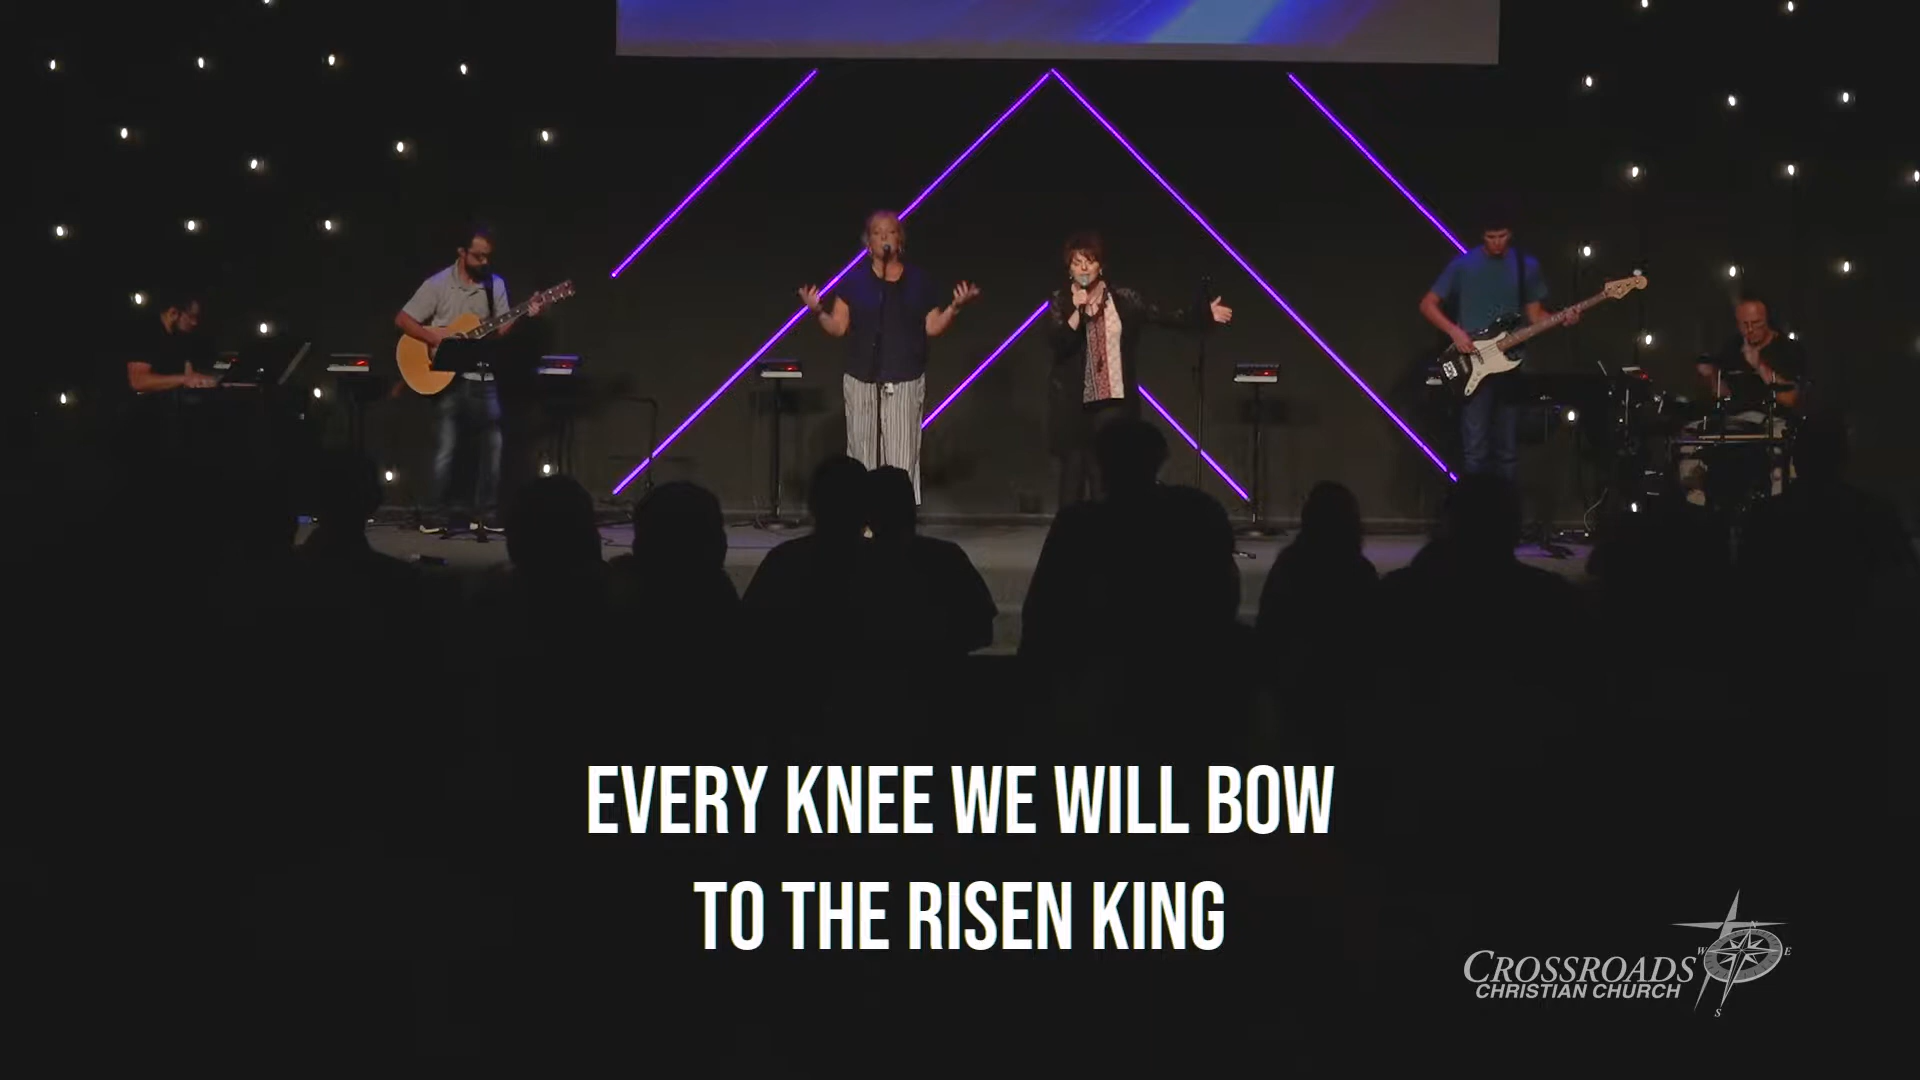 EVERY KNEE WE WILL BOW
TO THE RISEN KING
CROSSROADS
CHRISTIAN CHURCH
N
W
E
S